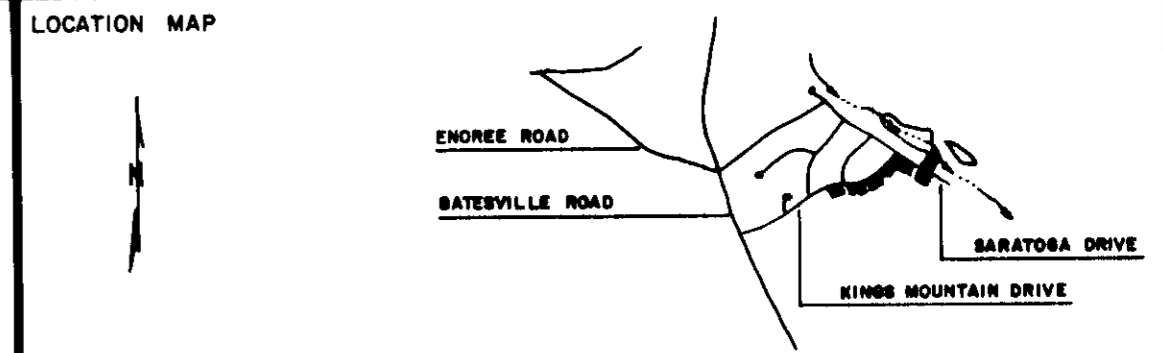 LOCATION MAP
N
ENOREE ROAD
BATESVILLE ROAD
SARATOGA DRIVE
KINGS MOUNTAIN DRIVE